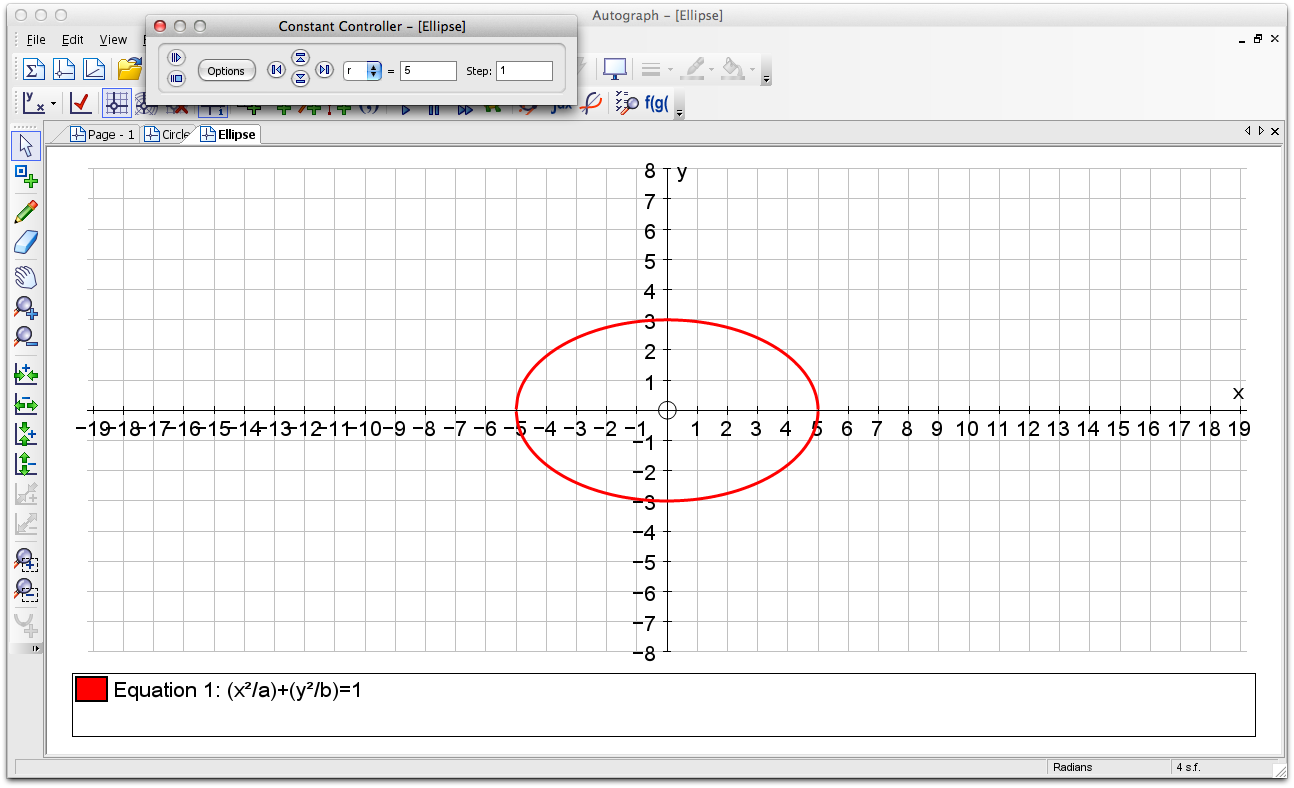 Autograph – [Ellipse]
Constant Controller – [Ellipse]
File Edit View
Options r = 5 Step: 1
f(g(
Page - 1 Circle Ellipse
y
8
7
6
5
4
3
2
1
x
−19 −18 −17 −16 −15 −14 −13 −12 −11 −10 −9 −8 −7 −6 −5 −4 −3 −2 −1 1 2 3 4 5 6 7 8 9 10 11 12 13 14 15 16 17 18 19
−1
−2
−3
−4
−5
−6
−7
−8
Equation 1: (x²/a)+(y²/b)=1
Radians 4 s.f.